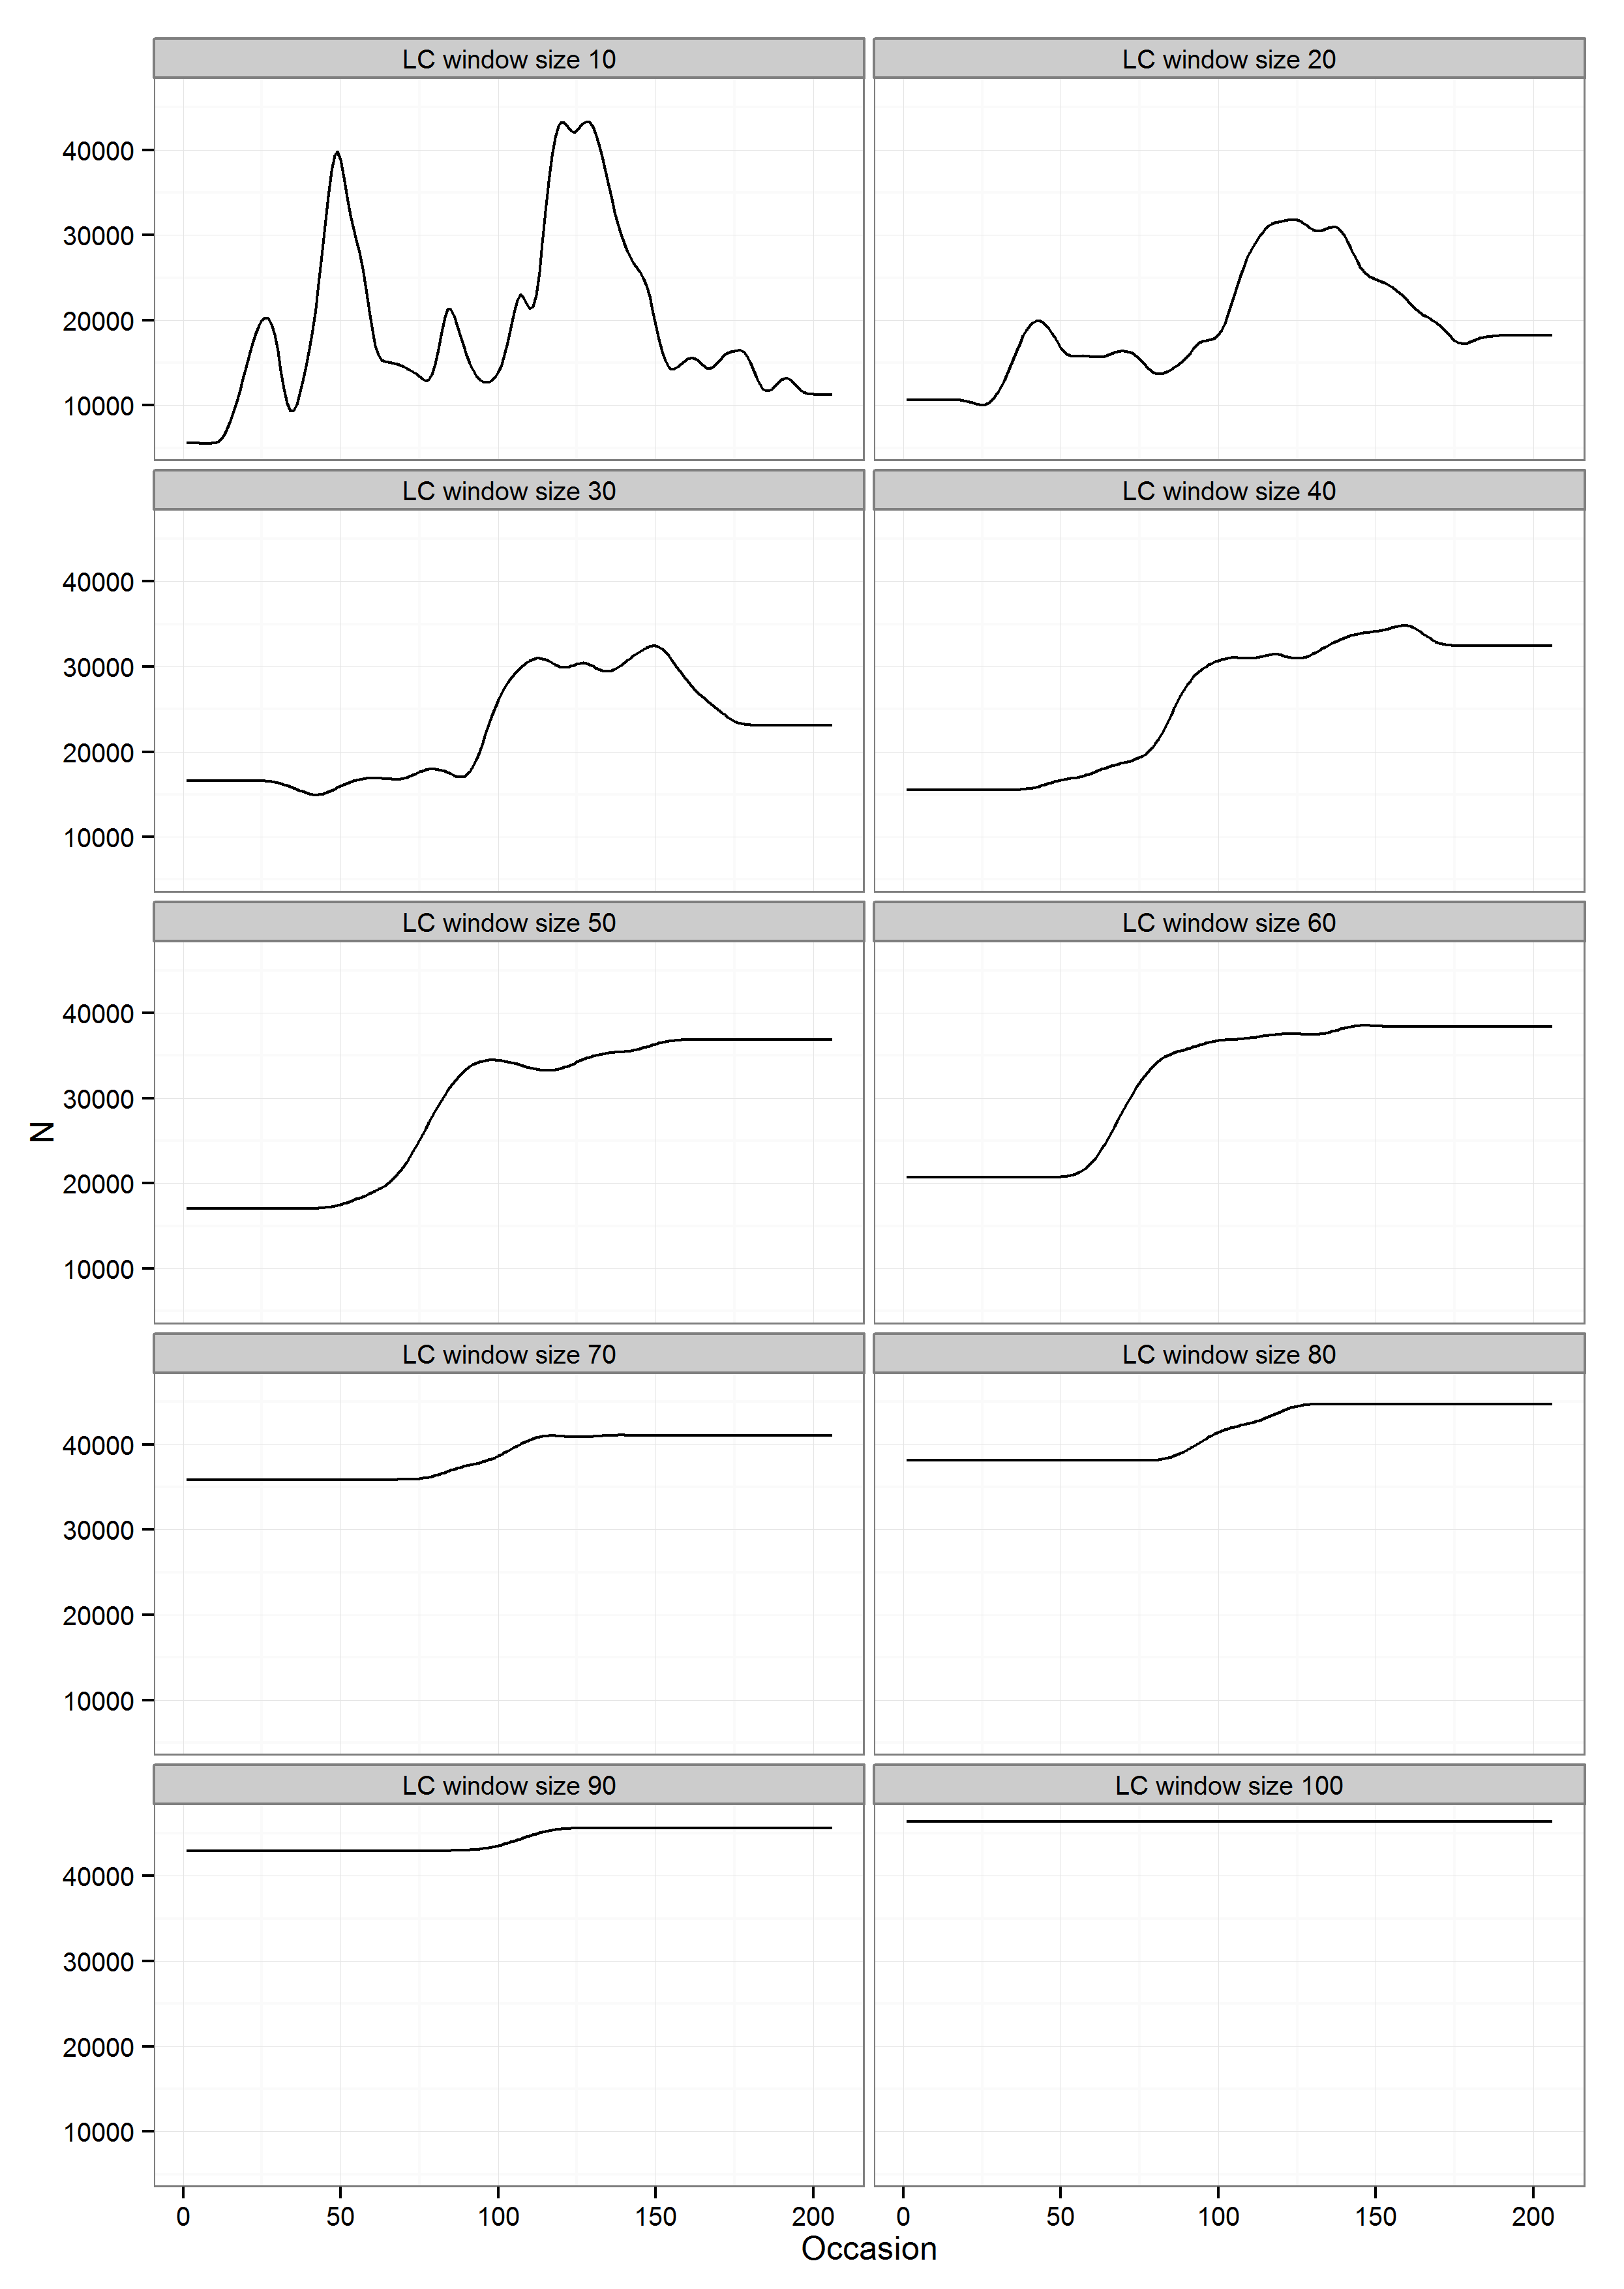 LC window size 10
LC window size 20
40000
30000
20000
10000
LC window size 30
LC window size 40
40000
30000
20000
10000
LC window size 50
LC window size 60
40000
30000
20000
10000
N
LC window size 70
LC window size 80
40000
30000
20000
10000
LC window size 90
LC window size 100
40000
30000
20000
10000
0 50 100 150 200 0 50 100 150 200
Occasion